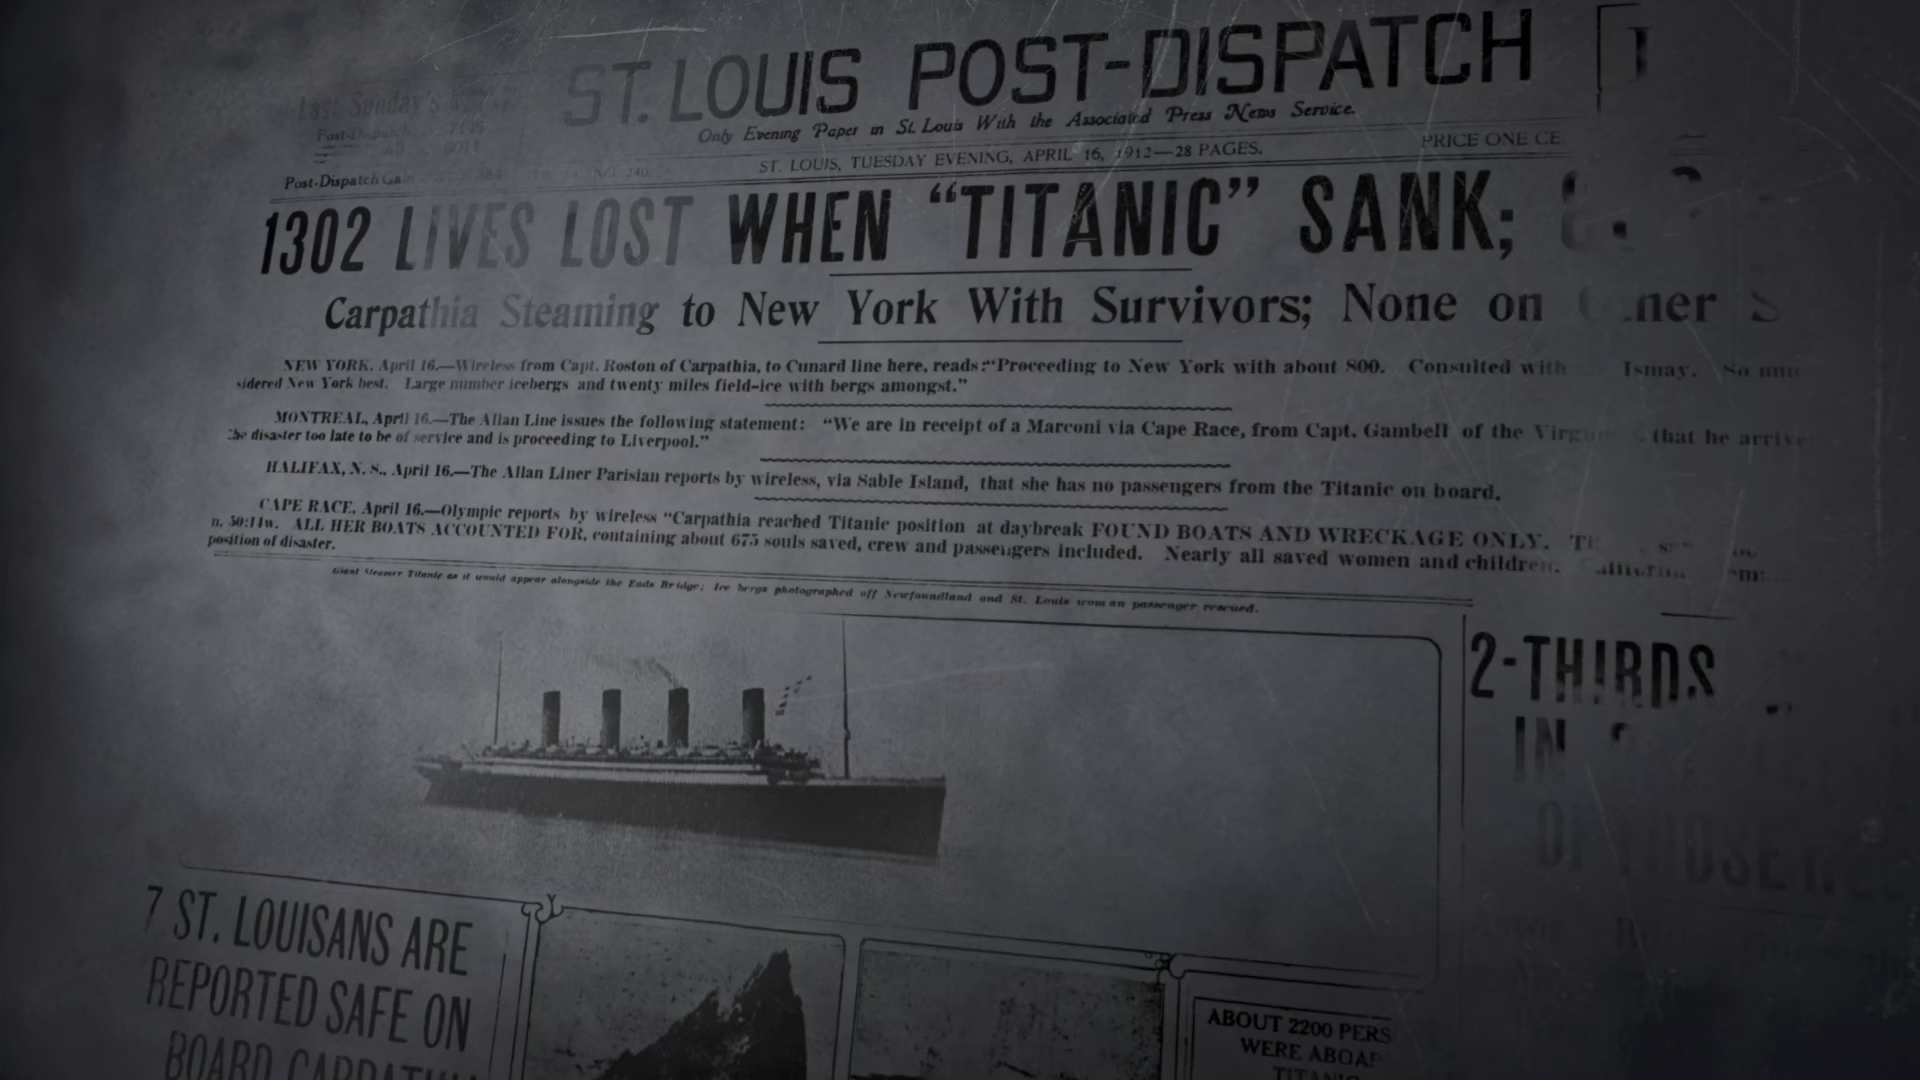 ST. LOUIS POST-DISPATCH
Last Sunday's
Only Evening Paper in St. Louis With the Associated Press News Service.
Post-Dispatch Gain
NO. 240.
ST. LOUIS, TUESDAY EVENING, APRIL 16, 1912—28 PAGES.
PRICE ONE CE
1302 LIVES LOST WHEN "TITANIC" SANK;
Carpathia Steaming to New York With Survivors; None on
NEW YORK, April 16.—Wireless from Capt. Roston of Carpathia, to Cunard line here, reads: "Proceeding to New York with about 800. Consulted with Ismay. So
sidered New York best. Large number icebergs and twenty miles field-ice with bergs amongst."
MONTREAL, April 16.—The Allan Line issues the following statement: "We are in receipt of a Marconi via Cape Race, from Capt. Gambell of the that he arrive
the disaster too late to be of service and is proceeding to Liverpool."
HALIFAX, N. S., April 16.—The Allan Liner Parisian reports by wireless, via Sable Island, that she has no passengers from the Titanic on board.
CAPE RACE, April 16.—Olympic reports by wireless "Carpathia reached Titanic position at daybreak FOUND BOATS AND WRECKAGE ONLY.
n, 50:14w. ALL HER BOATS ACCOUNTED FOR, containing about 675 souls saved, crew and passengers included. Nearly all saved women and children.
position of disaster.
Giant Steamer Titanic as it would appear alongside the Eads Bridge; Ice bergs photographed off Newfoundland and St. Louis woman passenger rescued.
2-THIRDS
IN
OF THOSE
7 ST. LOUISANS ARE
REPORTED SAFE ON
BOARD CARPATHI
ABOUT 2200 PERS
WERE ABOAR
TITANIC